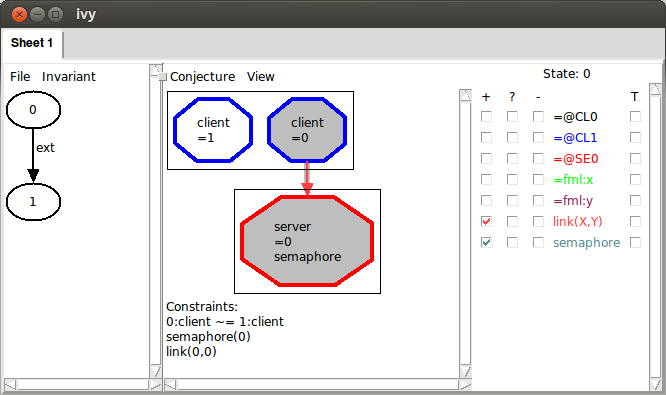 ivy
Sheet 1
File Invariant
0
ext
1
Conjecture View
client
=1
client
=0
server
=0
semaphore
Constraints:
0:client ~= 1:client
semaphore(0)
link(0,0)
State: 0
+ ? - T
=@CL0
=@CL1
=@SE0
=fml:x
=fml:y
link(X,Y)
semaphore